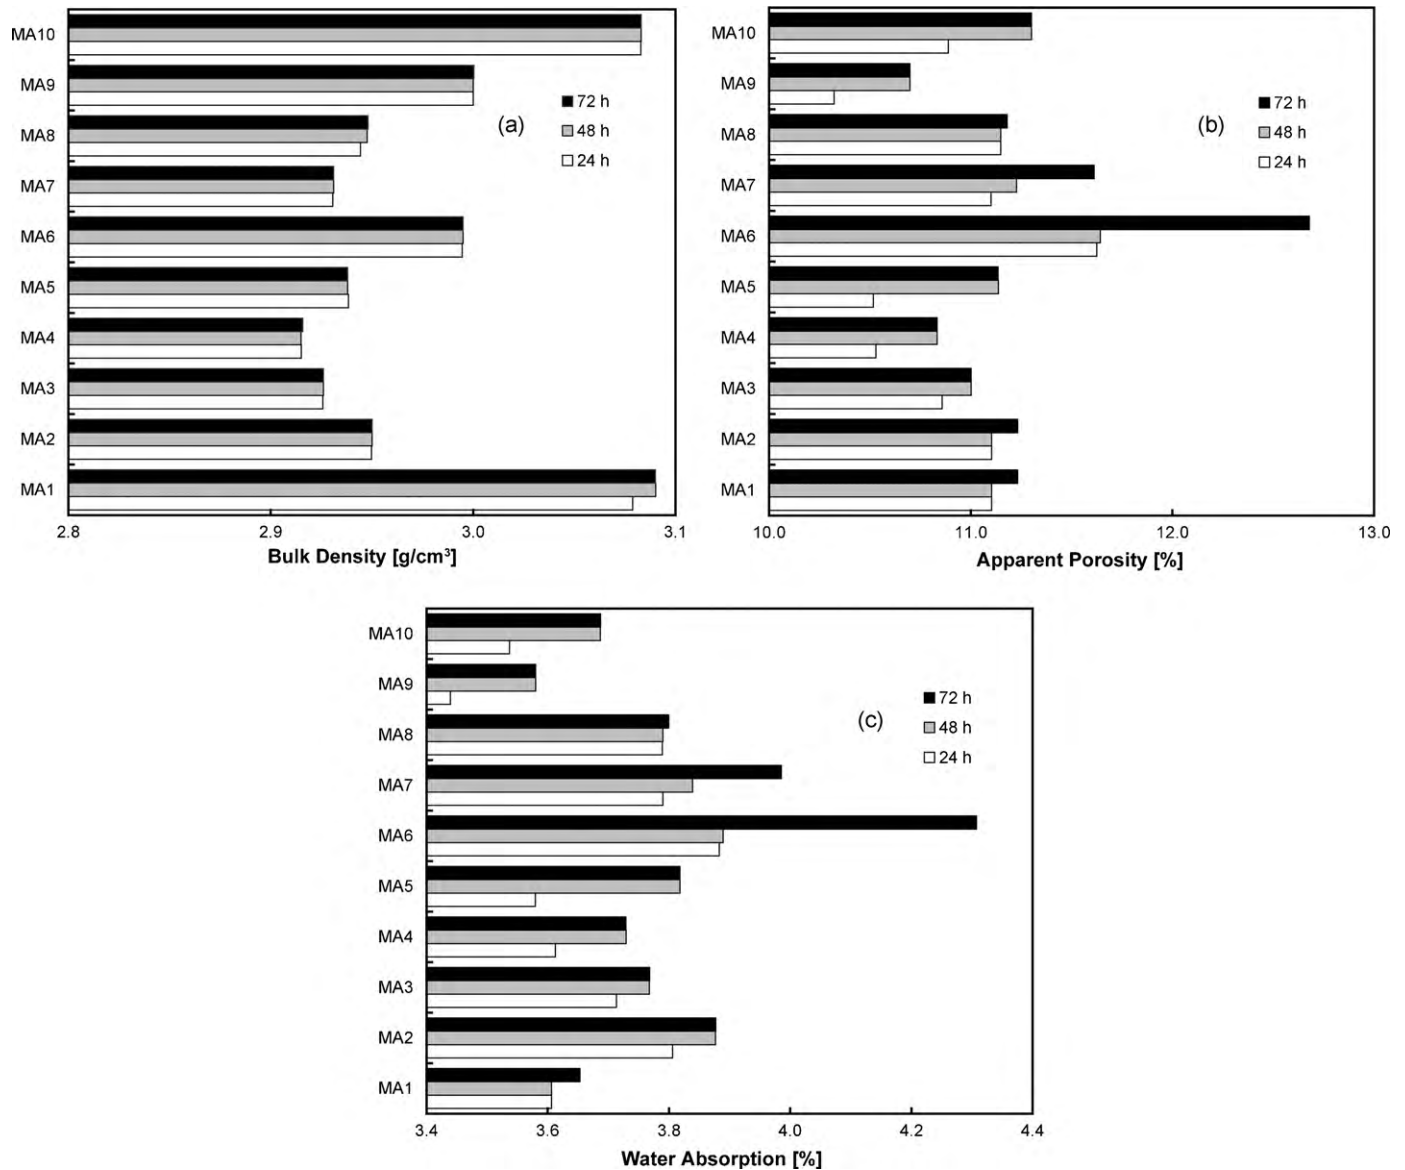 MA10
MA9
MA8
MA7
MA6
MA5
MA4
MA3
MA2
MA1
(a)
72 h
48 h
24 h
2.8 2.9 3.0 3.1
Bulk Density [g/cm³]
MA10
MA9
MA8
MA7
MA6
MA5
MA4
MA3
MA2
MA1
(b)
72 h
48 h
24 h
10.0 11.0 12.0 13.0
Apparent Porosity [%]
MA10
MA9
MA8
MA7
MA6
MA5
MA4
MA3
MA2
MA1
(c)
72 h
48 h
24 h
3.4 3.6 3.8 4.0 4.2 4.4
Water Absorption [%]